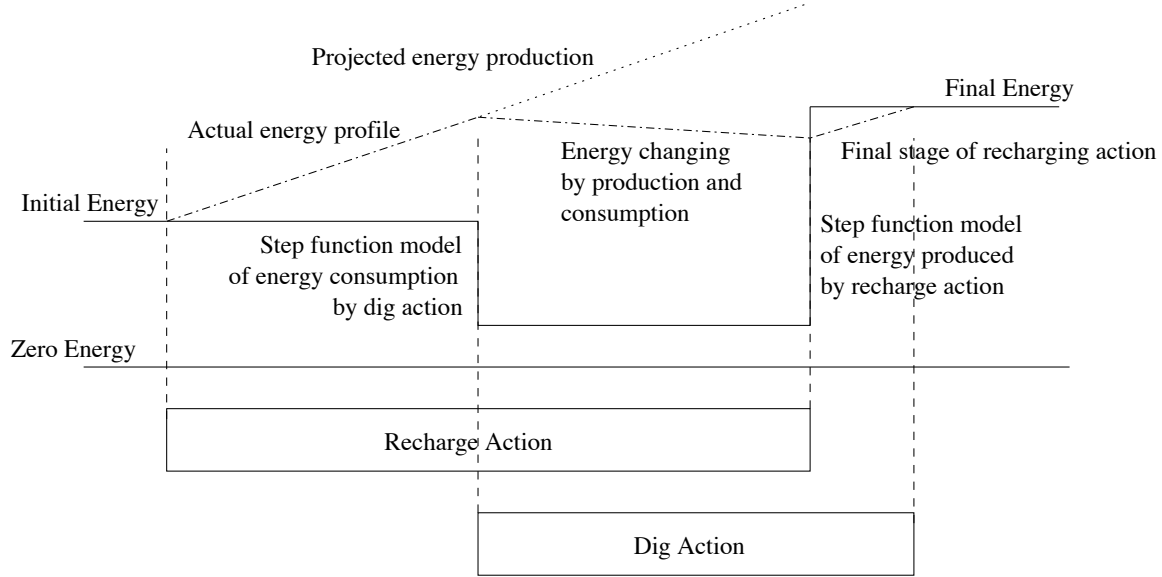 Projected energy production
Final Energy
Actual energy profile
Energy changing
by production and
consumption
Final stage of recharging action
Initial Energy
Step function model
of energy consumption
by dig action
Step function model
of energy produced
by recharge action
Zero Energy
Recharge Action
Dig Action